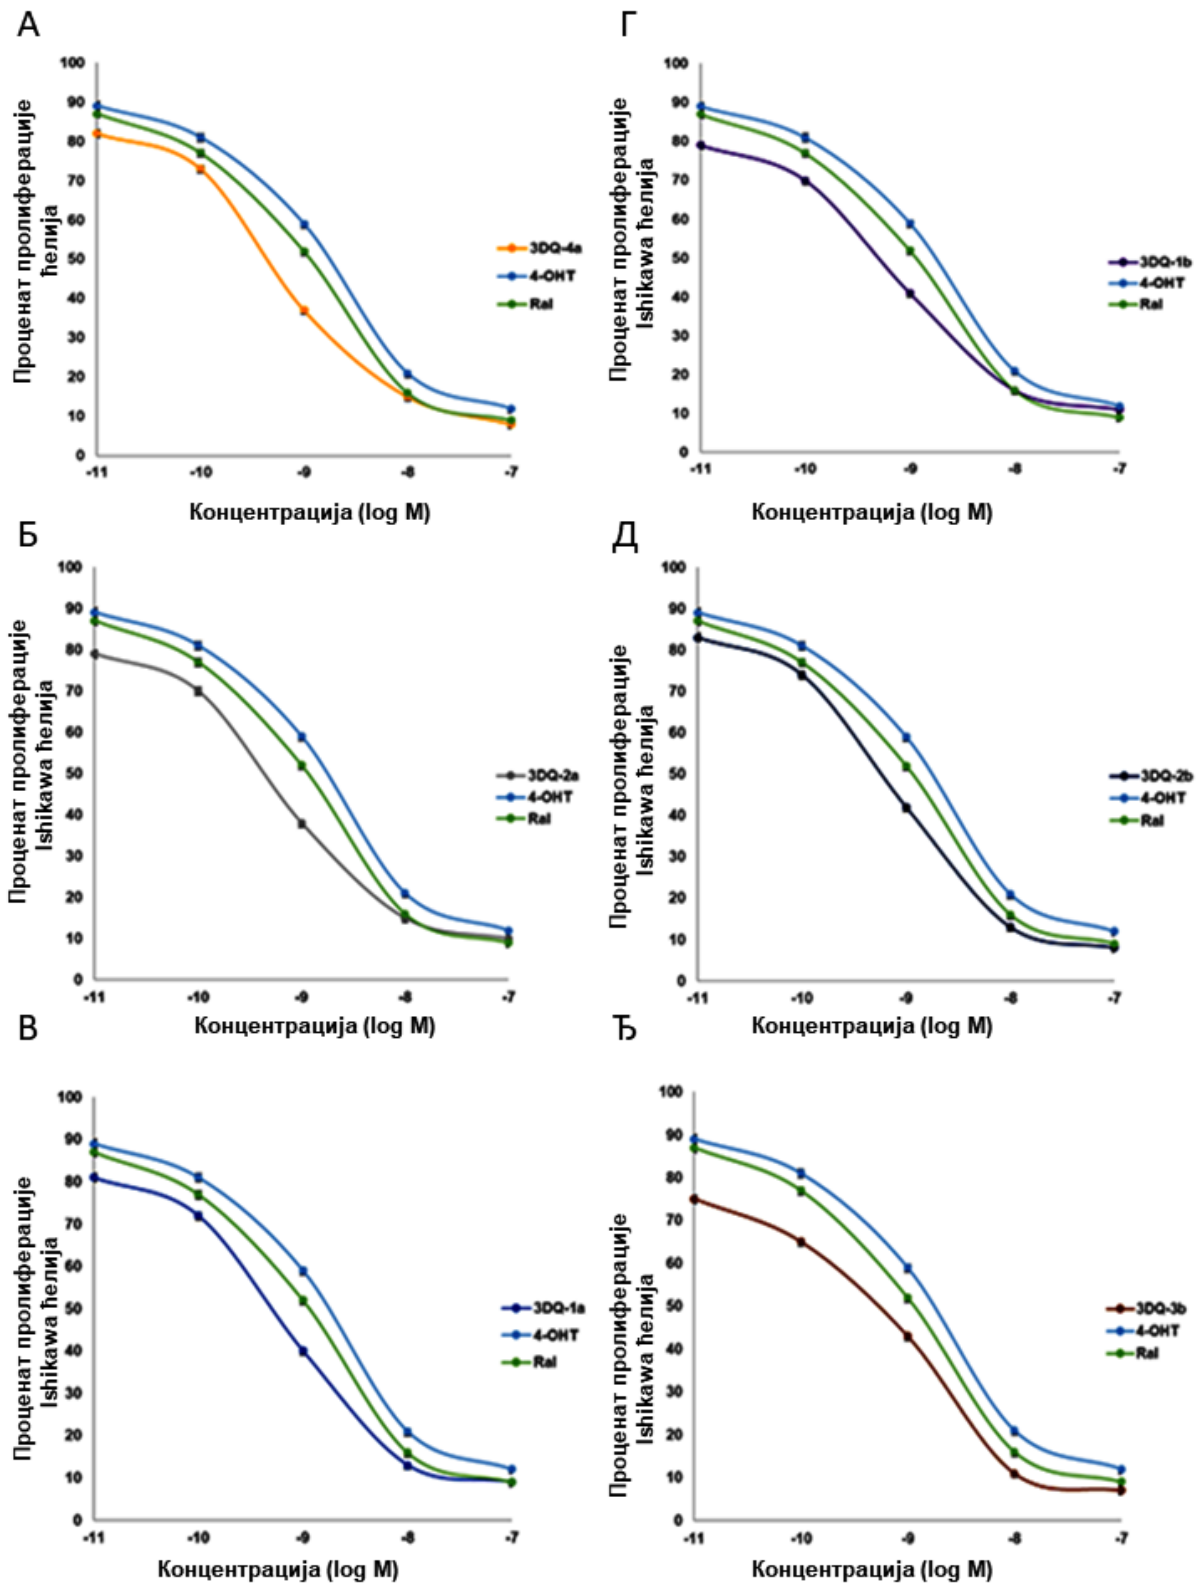 А
Процент пролиферације
ћелија
100
90
80
70
60
50
40
30
20
10
0
-11 -10 -9 -8 -7
Концентрација (log M)
3DQ-4a
4-OHT
Ral
Г
Проценат пролиферације
Ishikawa ћелија
100
90
80
70
60
50
40
30
20
10
0
-11 -10 -9 -8 -7
Концентрација (log M)
3DQ-1b
4-OHT
Ral
Б
Проценат пролиферације
Ishikawa ћелија
100
90
80
70
60
50
40
30
20
10
0
-11 -10 -9 -8 -7
Концентрација (log M)
3DQ-2a
4-OHT
Ral
Д
Проценат пролиферације
Ishikawa ћелија
100
90
80
70
60
50
40
30
20
10
0
-11 -10 -9 -8 -7
Концентрација (log M)
3DQ-2b
4-OHT
Ral
В
Проценат пролиферације
Ishikawa ћелија
100
90
80
70
60
50
40
30
20
10
0
-11 -10 -9 -8 -7
Концентрација (log M)
3DQ-1a
4-OHT
Ral
Ђ
Проценат пролиферације
Ishikawa ћелија
100
90
80
70
60
50
40
30
20
10
0
-11 -10 -9 -8 -7
Концентрација (log M)
3DQ-3b
4-OHT
Ral